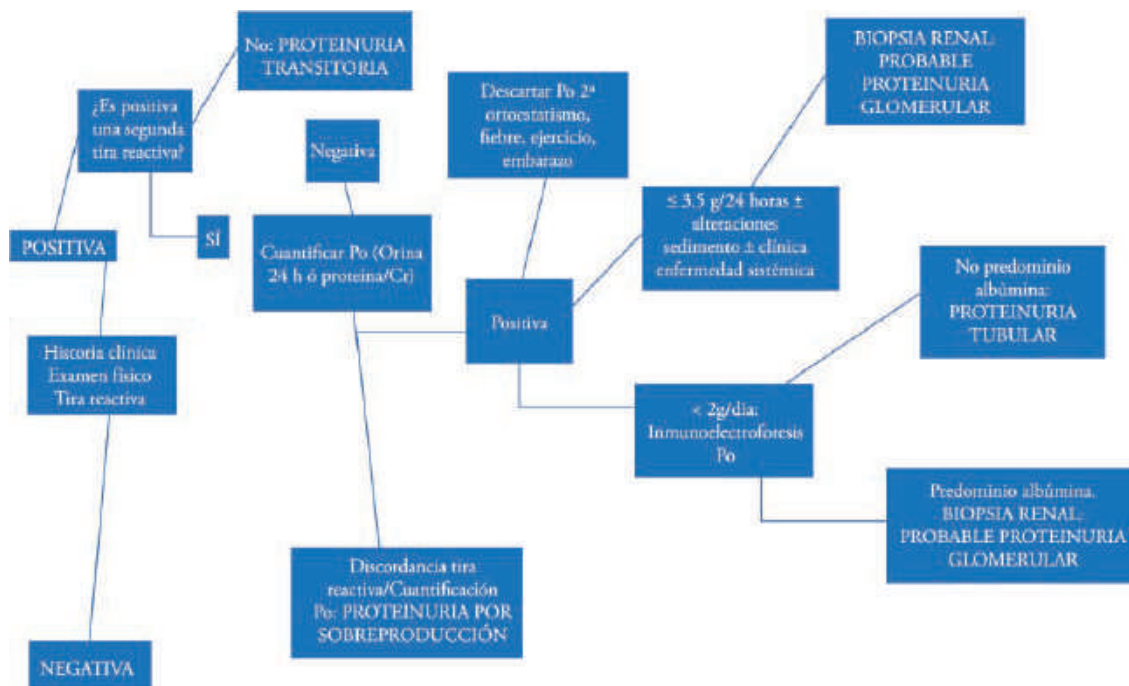 No: PROTEINURIA
TRANSITORIA
¿Es positiva
una segunda
tira reactiva?
POSITIVA
SÍ
Historia clínica
Examen físico
Tira reactiva
NEGATIVA
Negativa
Cuantificar Po (Orina
24 h ó proteína/Cr)
Discordancia tira
reactiva/Cuantificación
Po: PROTEINURIA POR
SOBREPRODUCCIÓN
Descartar Po 2ª
ortoestatismo,
fiebre, ejercicio,
embarazo
Positiva
BIOPSIA RENAL:
PROBABLE
PROTEINURIA
GLOMERULAR
≤ 3.5 g/24 horas ±
alteraciones
sedimento ± clínica
enfermedad sistémica
< 2g/día:
Inmunoelectroforesis
Po
No predominio
albúmina:
PROTEINURIA
TUBULAR
Predominio albúmina.
BIOPSIA RENAL:
PROBABLE PROTEINURIA
GLOMERULAR